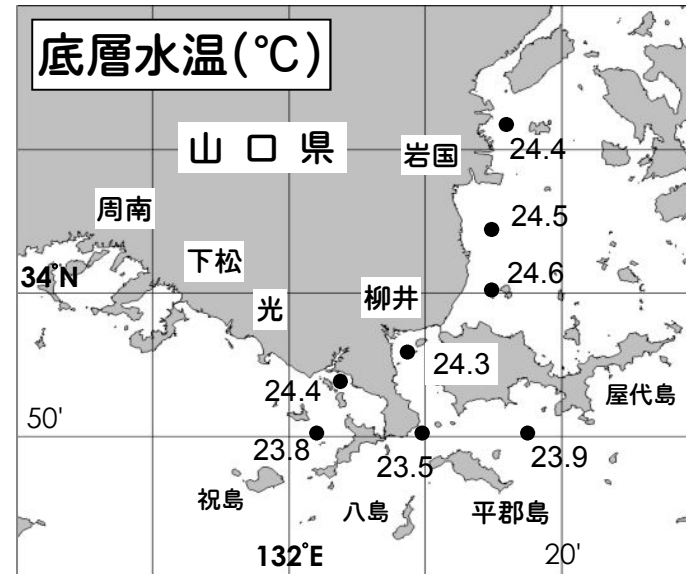 底層水温(℃)
山口県
岩国
24.4
周南
24.5
下松
34°N
24.6
光
柳井
24.3
24.4
屋代島
50'
23.8
23.5
23.9
祝島
八島
平郡島
132°E
20'